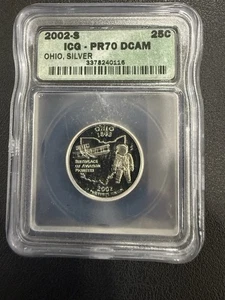 2002-S 25C
ICG - PR70 DCAM
OHIO, SILVER
3378240116
OHIO
1803
BIRTHPLACE
OF AVIATION
PIONEERS
2002